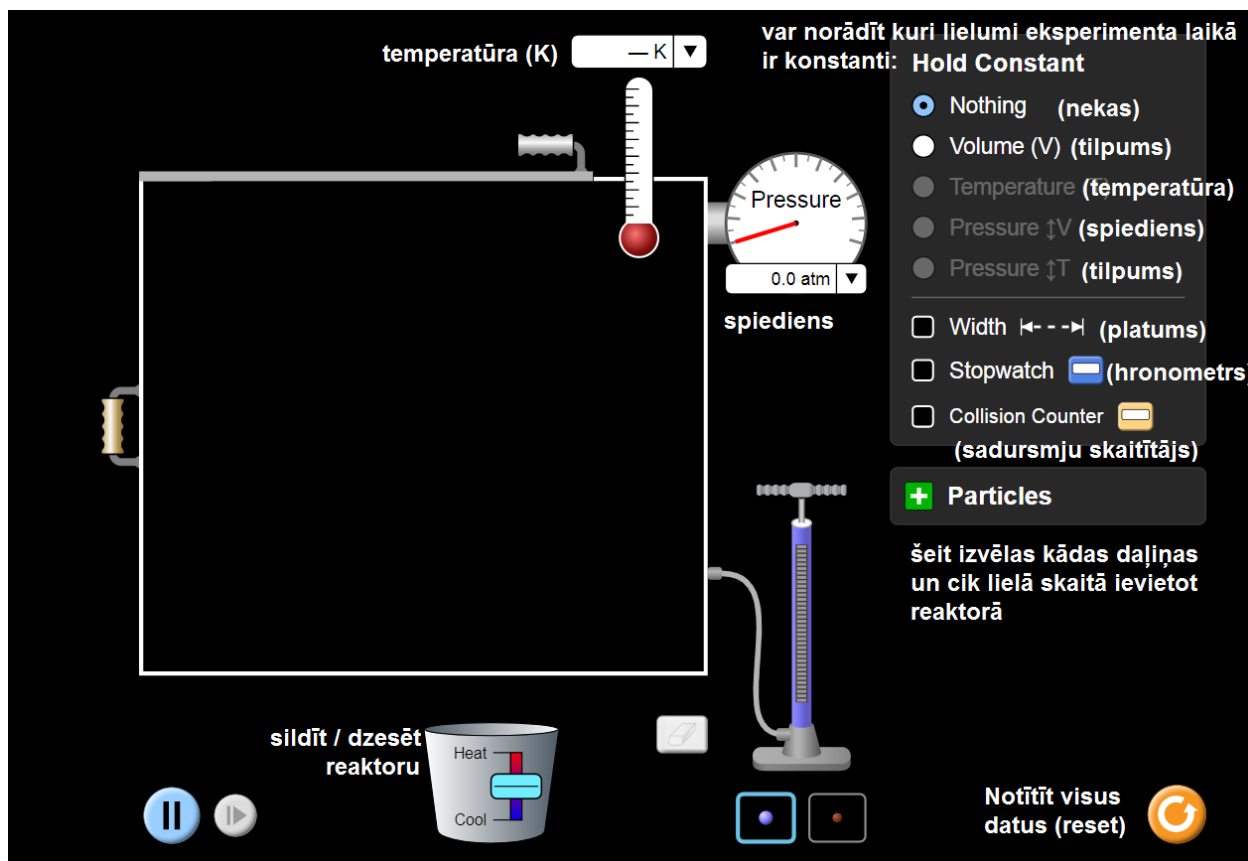 var norādīt kuri lielumi eksperimenta laikā
ir konstanti:
temperatūra (K)
— K
Hold Constant
Nothing (nekas)
Volume (V) (tilpums)
Temperature (temperatūra)
Pressure ↕V (spiediens)
Pressure ↕T (tilpums)
Pressure
0.0 atm
spiediens
Width (platums)
Stopwatch (hronometrs)
Collision Counter
(sadursmju skaitītājs)
Particles
šeit izvēlas kādas daļiņas
un cik lielā skaitā ievietot
reaktorā
sildīt / dzesēt
reaktoru
Heat
Cool
Notītīt visus
datus (reset)